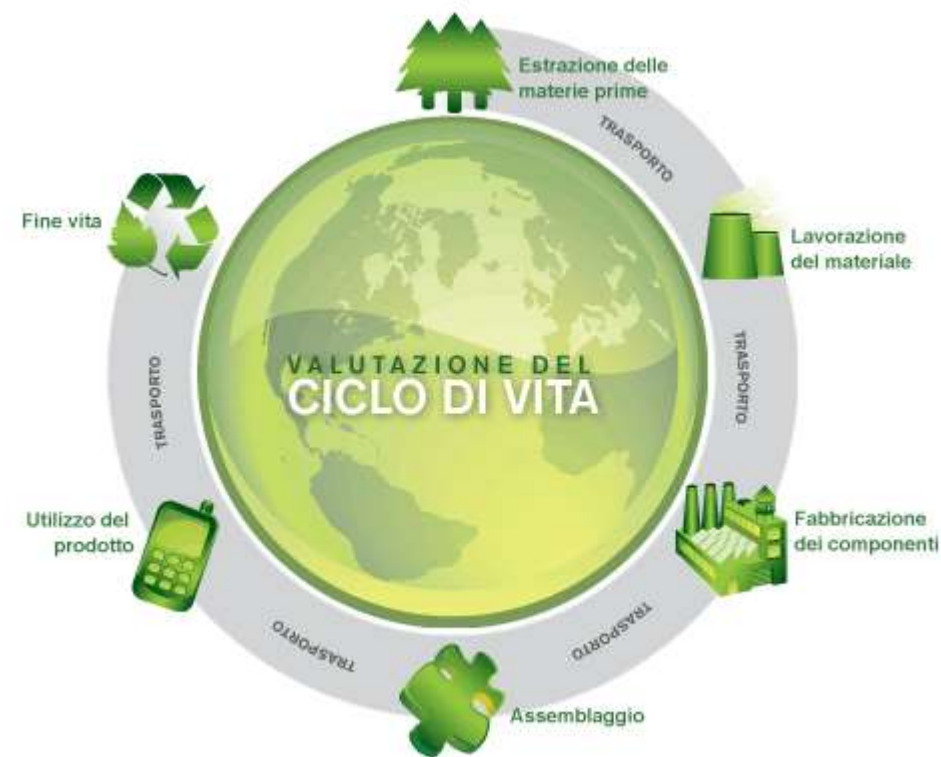 Estrazione delle
materie prime
TRASPORTO
Lavorazione
del materiale
TRASPORTO
Fabbricazione
dei componenti
TRASPORTO
Assemblaggio
TRASPORTO
Utilizzo del
prodotto
TRASPORTO
Fine vita
VALUTAZIONE DEL
CICLO DI VITA